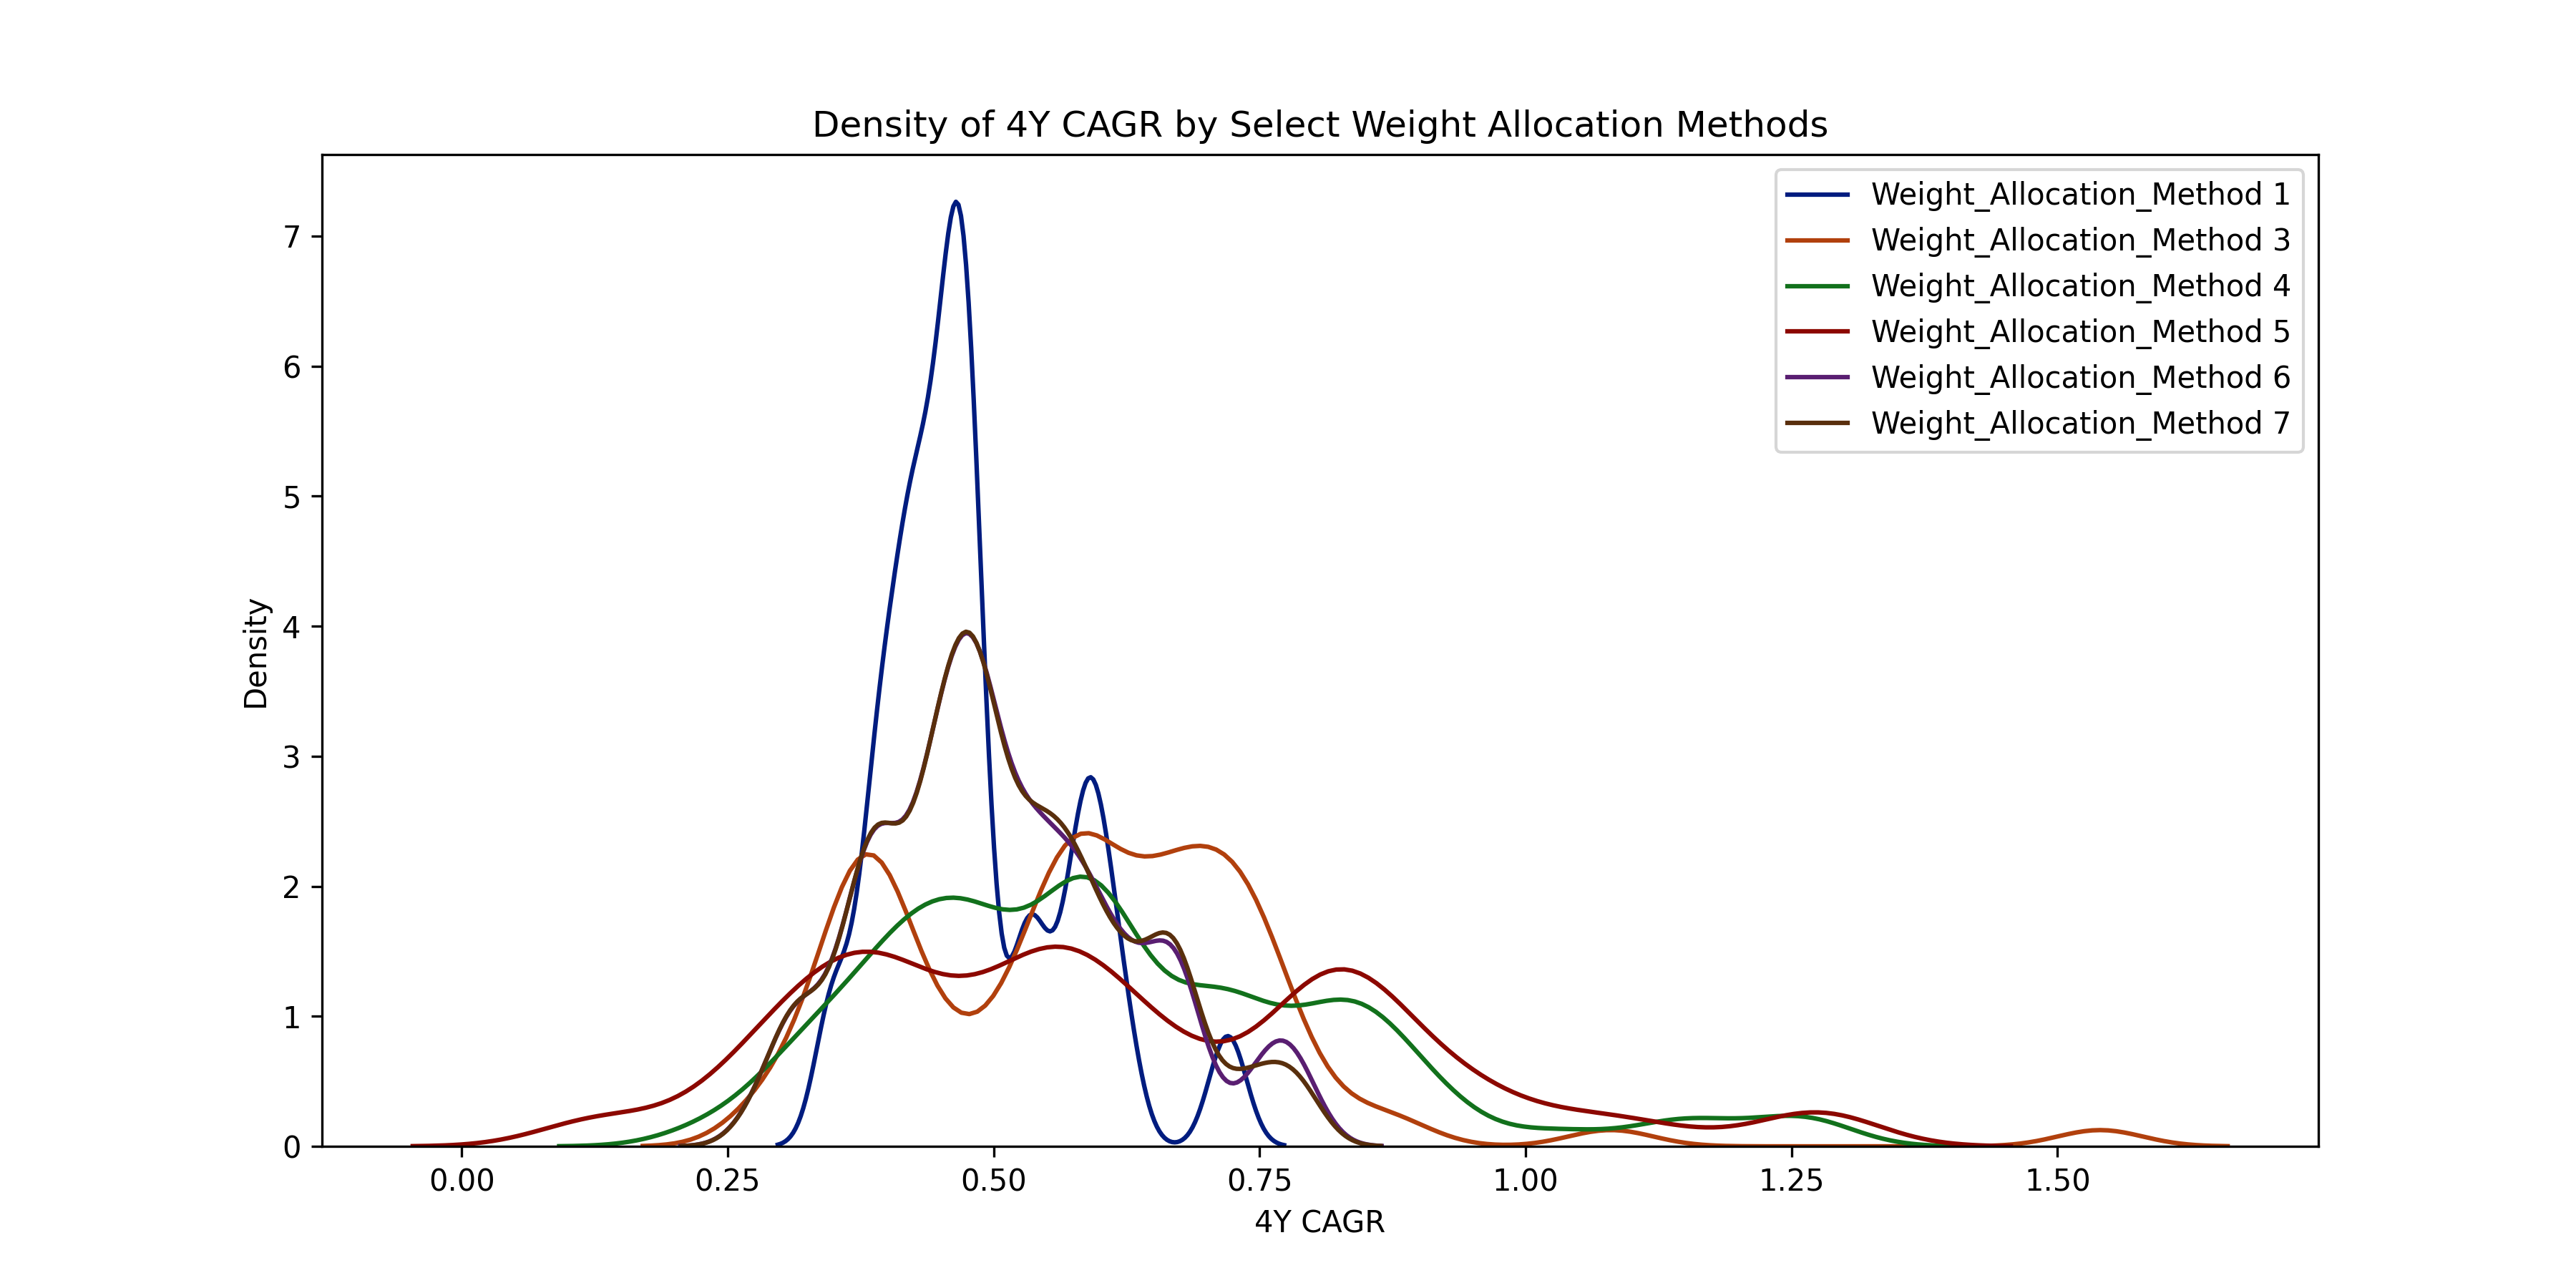 Density of 4Y CAGR by Select Weight Allocation Methods
Weight_Allocation_Method 1
Weight_Allocation_Method 3
Weight_Allocation_Method 4
Weight_Allocation_Method 5
Weight_Allocation_Method 6
Weight_Allocation_Method 7
Density
7
6
5
4
3
2
1
0
0.00 0.25 0.50 0.75 1.00 1.25 1.50
4Y CAGR